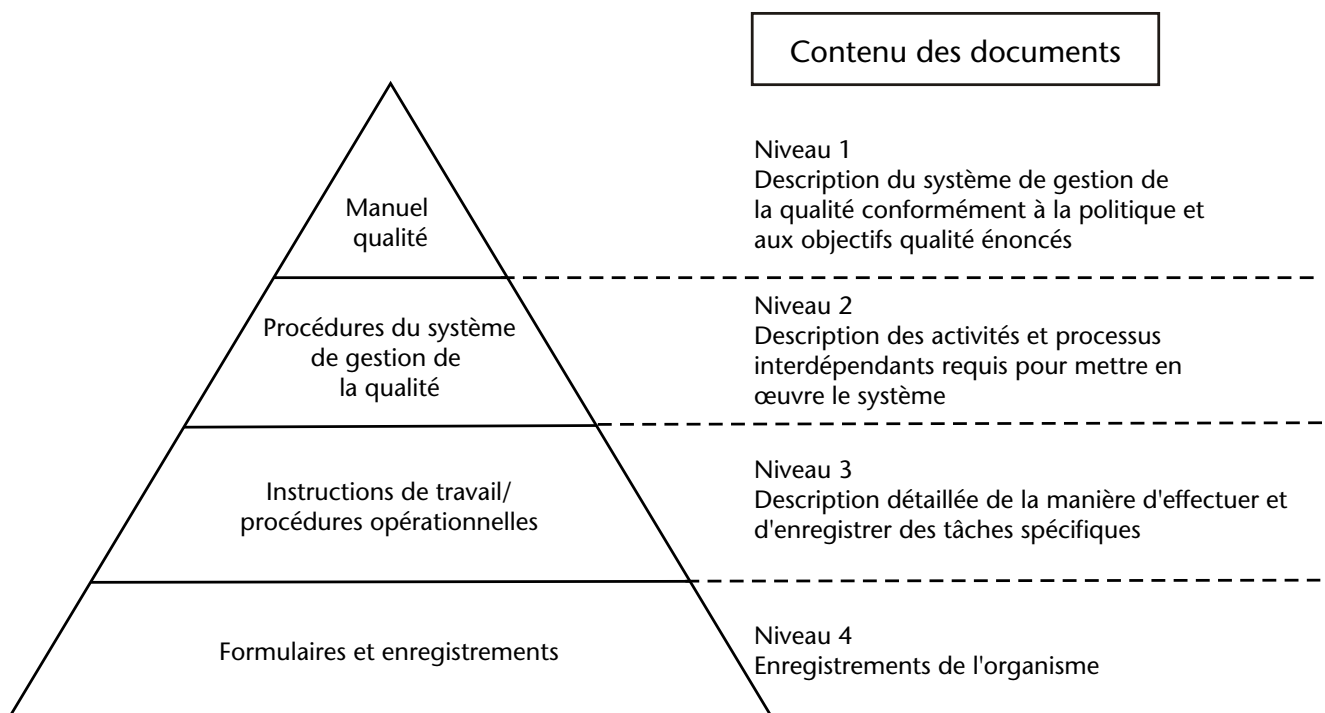 Contenu des documents
Manuel
qualité
Niveau 1
Description du système de gestion de
la qualité conformément à la politique et
aux objectifs qualité énoncés
Procédures du système
de gestion de
la qualité
Niveau 2
Description des activités et processus
interdépendants requis pour mettre en
œuvre le système
Instructions de travail/
procédures opérationnelles
Niveau 3
Description détaillée de la manière d'effectuer et
d'enregistrer des tâches spécifiques
Formulaires et enregistrements
Niveau 4
Enregistrements de l'organisme